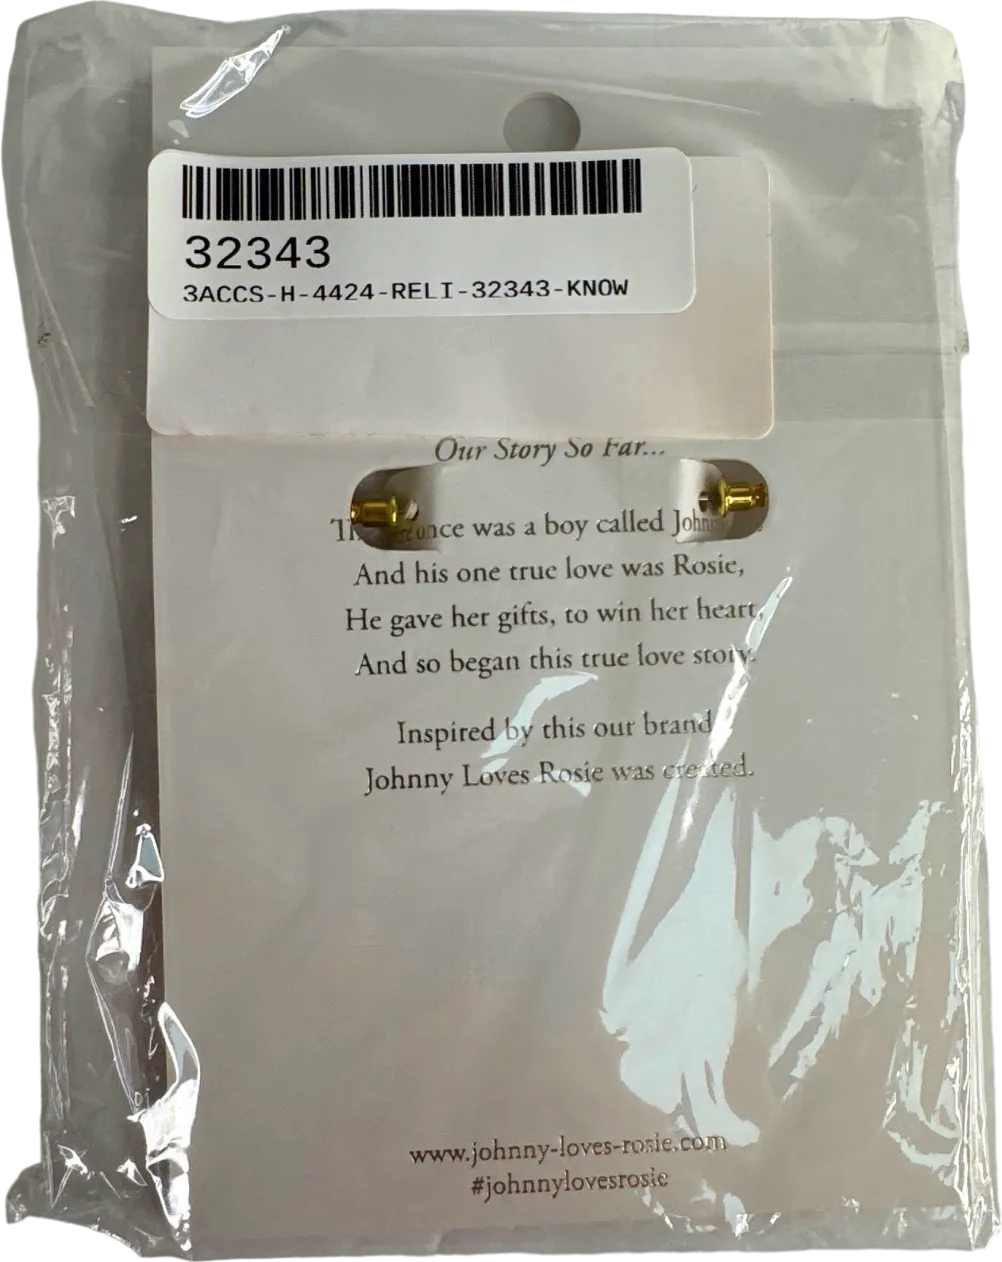 32343
3ACCS-H-4424-RELI-32343-KNOW
Our Story So Far...
once was a boy called
And his one true love was Rosie,
He gave her gifts, to win her heart,
And so began this true love story.
Inspired by this our brand
Johnny Loves Rosie was created.
www.johnny-loves-rosie.com
#johnnylovesrosie